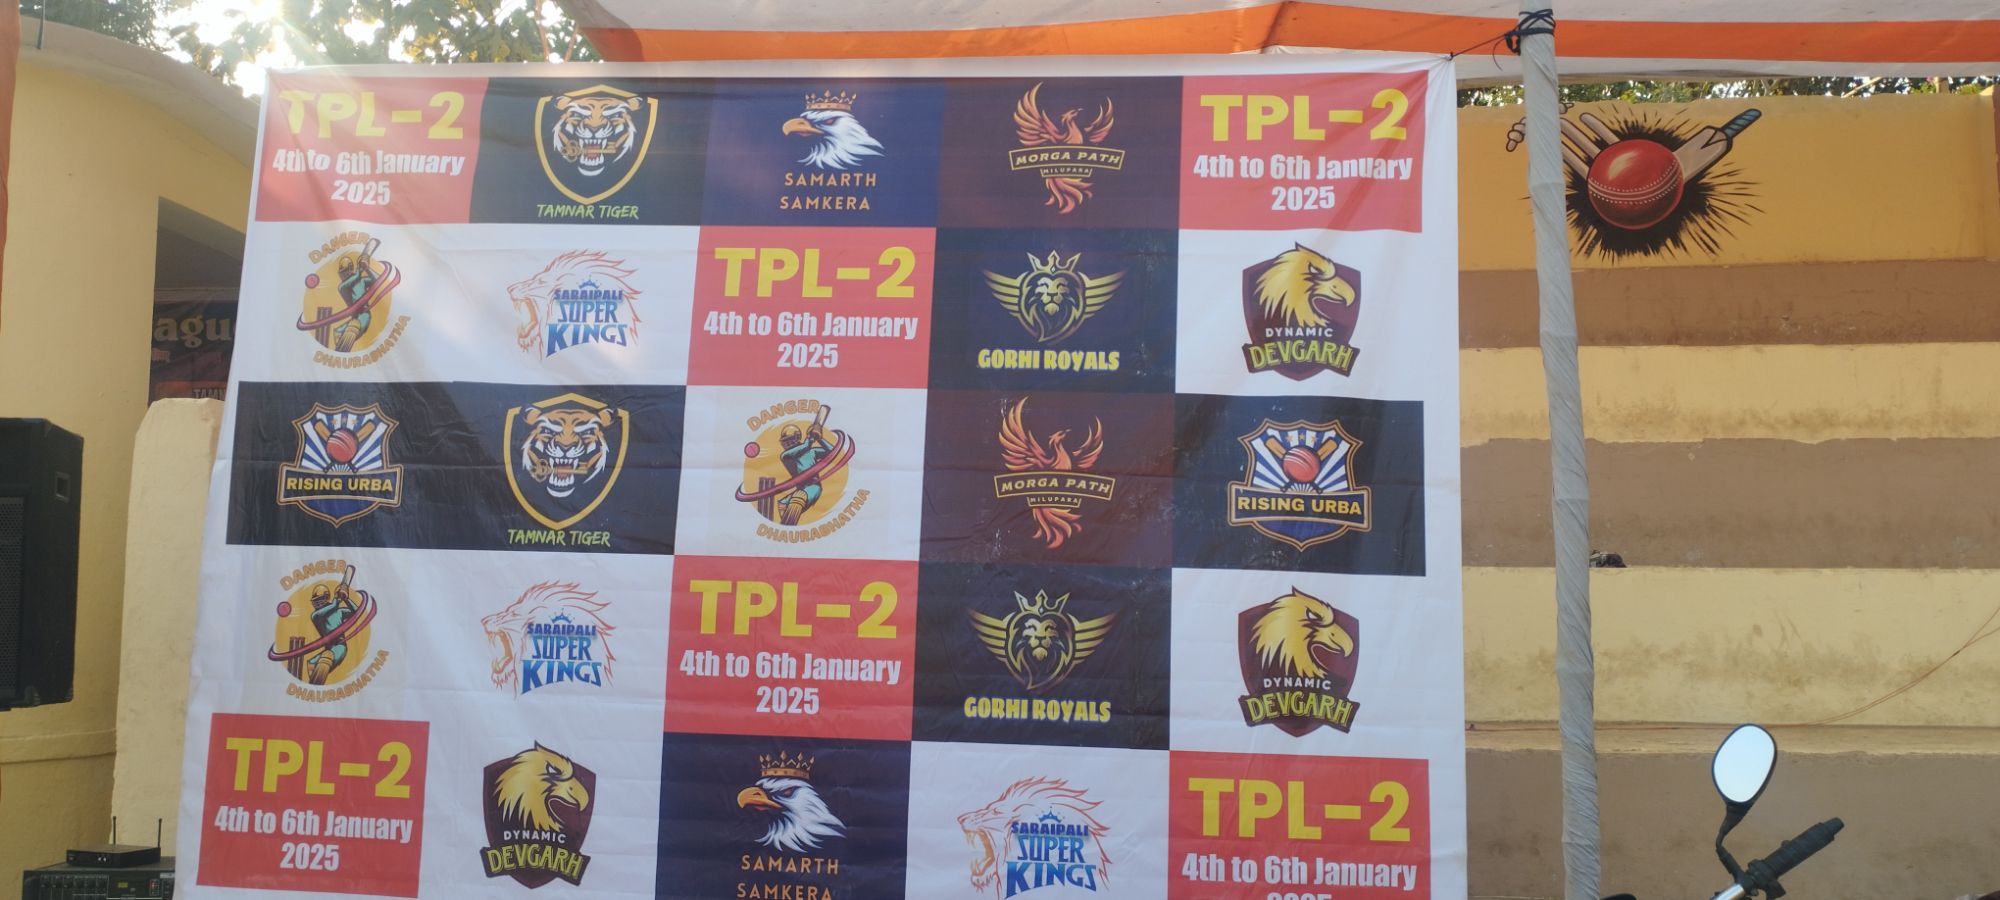 TPL-2
4th to 6th January
2025
TAMNAR TIGER
SAMARTH
SAMKERA
MORGA PATH
MILUPARA
TPL-2
4th to 6th January
2025
DANGER
DHAURABHATHA
SARAIPALI
SUPER
KINGS
TPL-2
4th to 6th January
2025
GORHI ROYALS
DYNAMIC
DEVGARH
RISING URBA
TAMNAR TIGER
DANGER
DHAURABHATHA
MORGA PATH
MILUPARA
RISING URBA
DANGER
DHAURABHATHA
SARAIPALI
SUPER
KINGS
TPL-2
4th to 6th January
2025
GORHI ROYALS
DYNAMIC
DEVGARH
TPL-2
4th to 6th January
2025
DYNAMIC
DEVGARH
SAMARTH
SAMKERA
SARAIPALI
SUPER
KINGS
TPL-2
4th to 6th January
2025